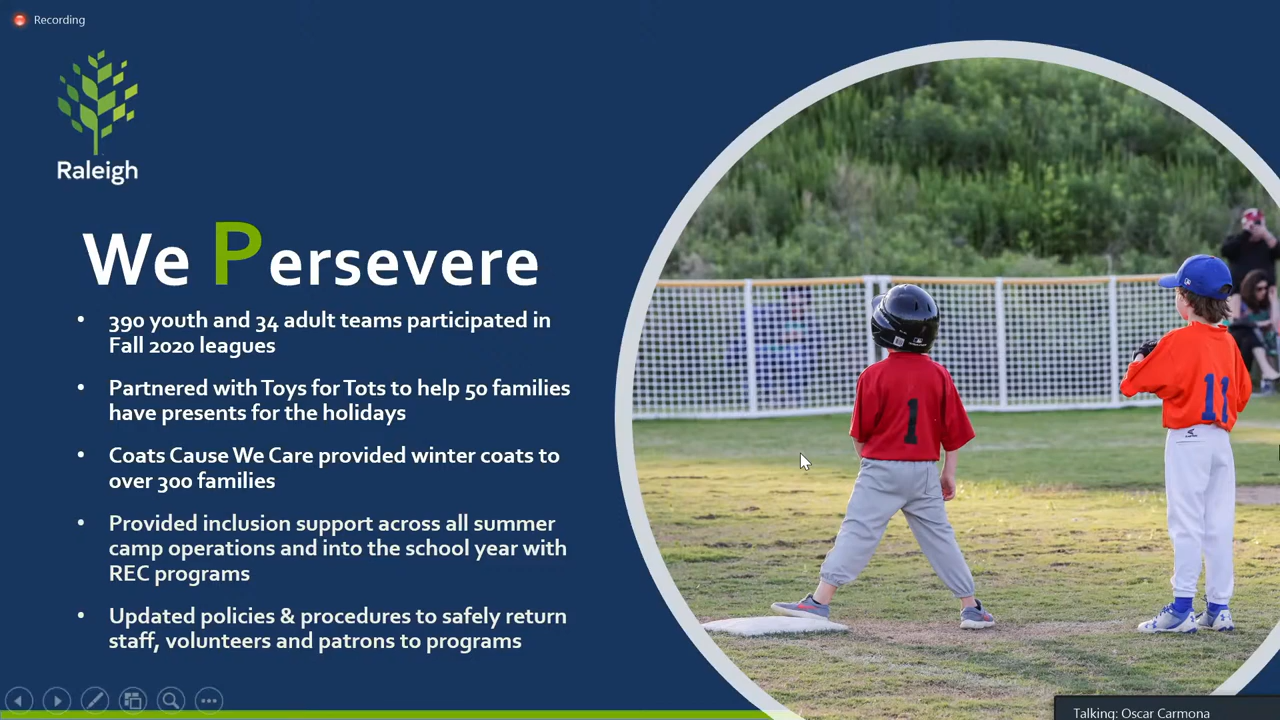 Recording
Raleigh
We Persevere
• 390 youth and 34 adult teams participated in
Fall 2020 leagues
• Partnered with Toys for Tots to help 50 families
have presents for the holidays
• Coats Cause We Care provided winter coats to
over 300 families
• Provided inclusion support across all summer
camp operations and into the school year with
REC programs
• Updated policies & procedures to safely return
staff, volunteers and patrons to programs
1
11
Talking: Oscar Carmona